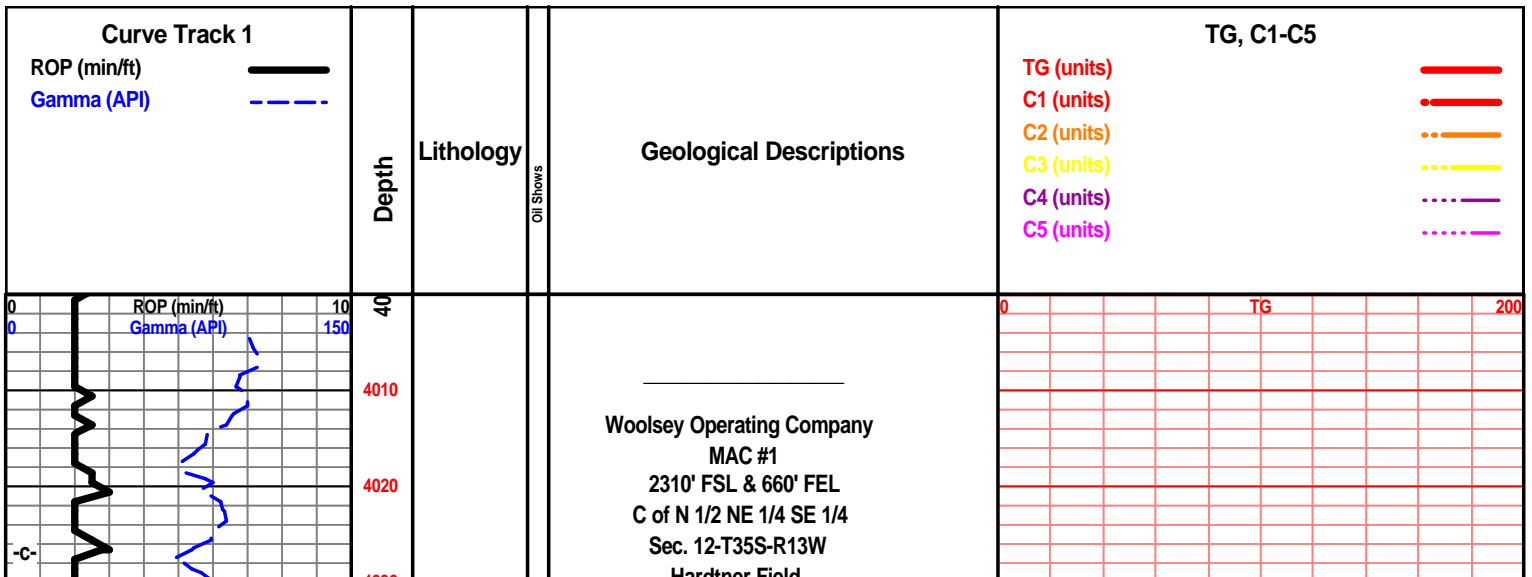 Curve Track 1
ROP (min/ft)
Gamma (API)
Depth
Lithology
Oil Shows
Geological Descriptions
TG, C1-C5
TG (units)
C1 (units)
C2 (units)
C3 (units)
C4 (units)
C5 (units)
0 ROP (min/ft) 10
0 Gamma (API) 150
40
0 TG 200
4010
Woolsey Operating Company
MAC #1
2310' FSL & 660' FEL
4020
C of N 1/2 NE 1/4 SE 1/4
Sec. 12-T35S-R13W
-c-
Hardtner Field